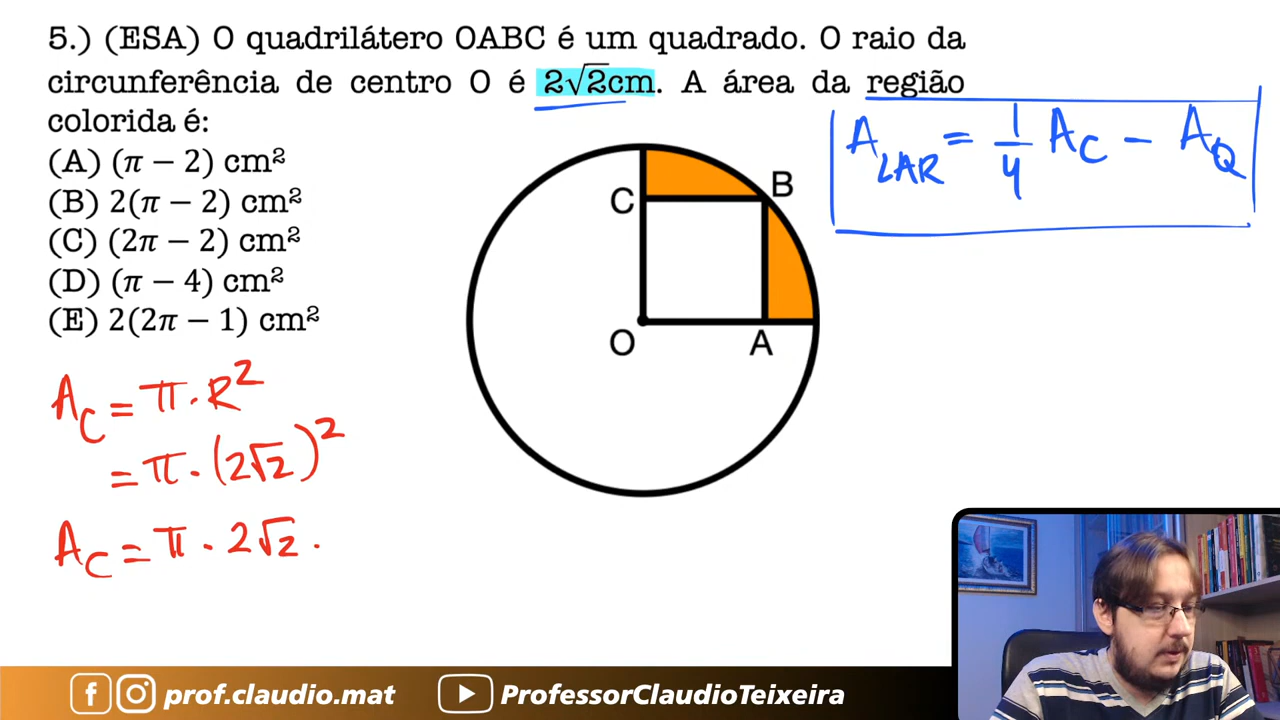 5.) (ESA) O quadrilátero OABC é um quadrado. O raio da
circunferência de centro O é 2√2cm. A área da região
colorida é:
(A) (π − 2) cm²
(B) 2(π − 2) cm²
(C) (2π − 2) cm²
(D) (π − 4) cm²
(E) 2(2π − 1) cm²
A_LAR = 1/4 A_C − A_Q
C
B
O
A
A_C = π · R²
= π · (2√2)²
A_C = π · 2√2 ·
prof.claudio.mat
ProfessorClaudioTeixeira